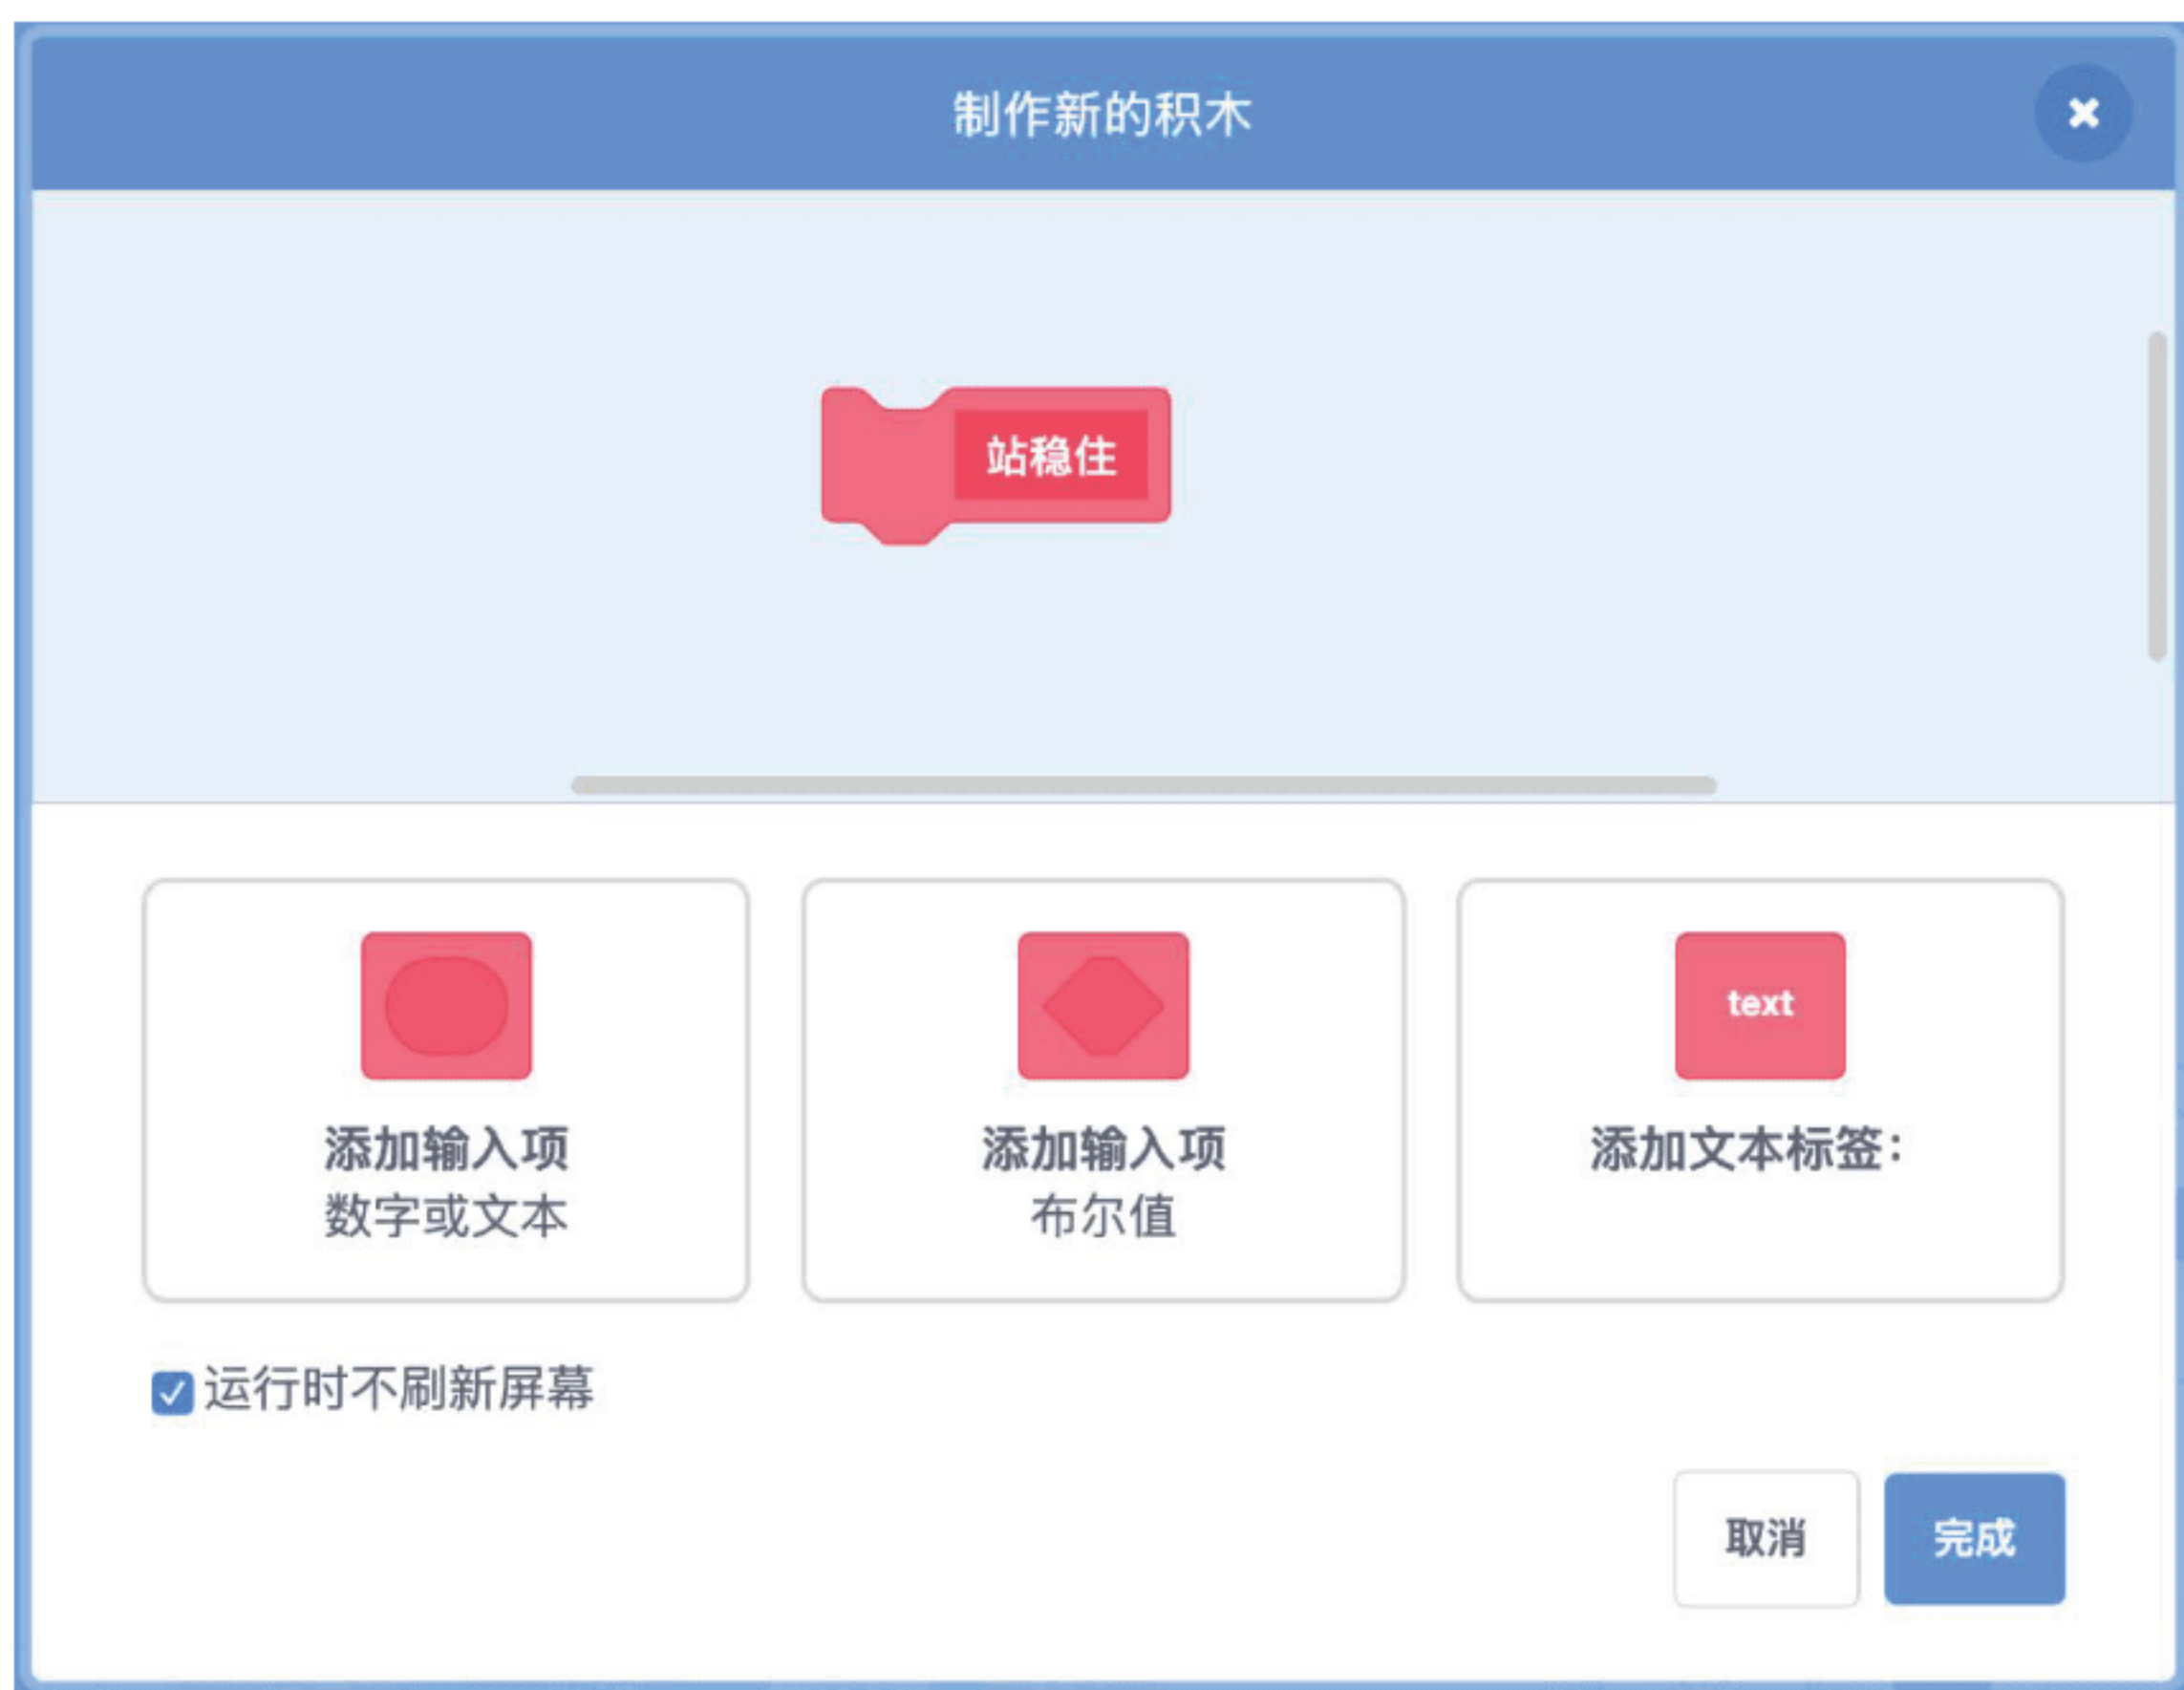 制作新的积木
站稳住
text
添加输入项
数字或文本
添加输入项
布尔值
添加文本标签：
运行时不刷新屏幕
取消
完成